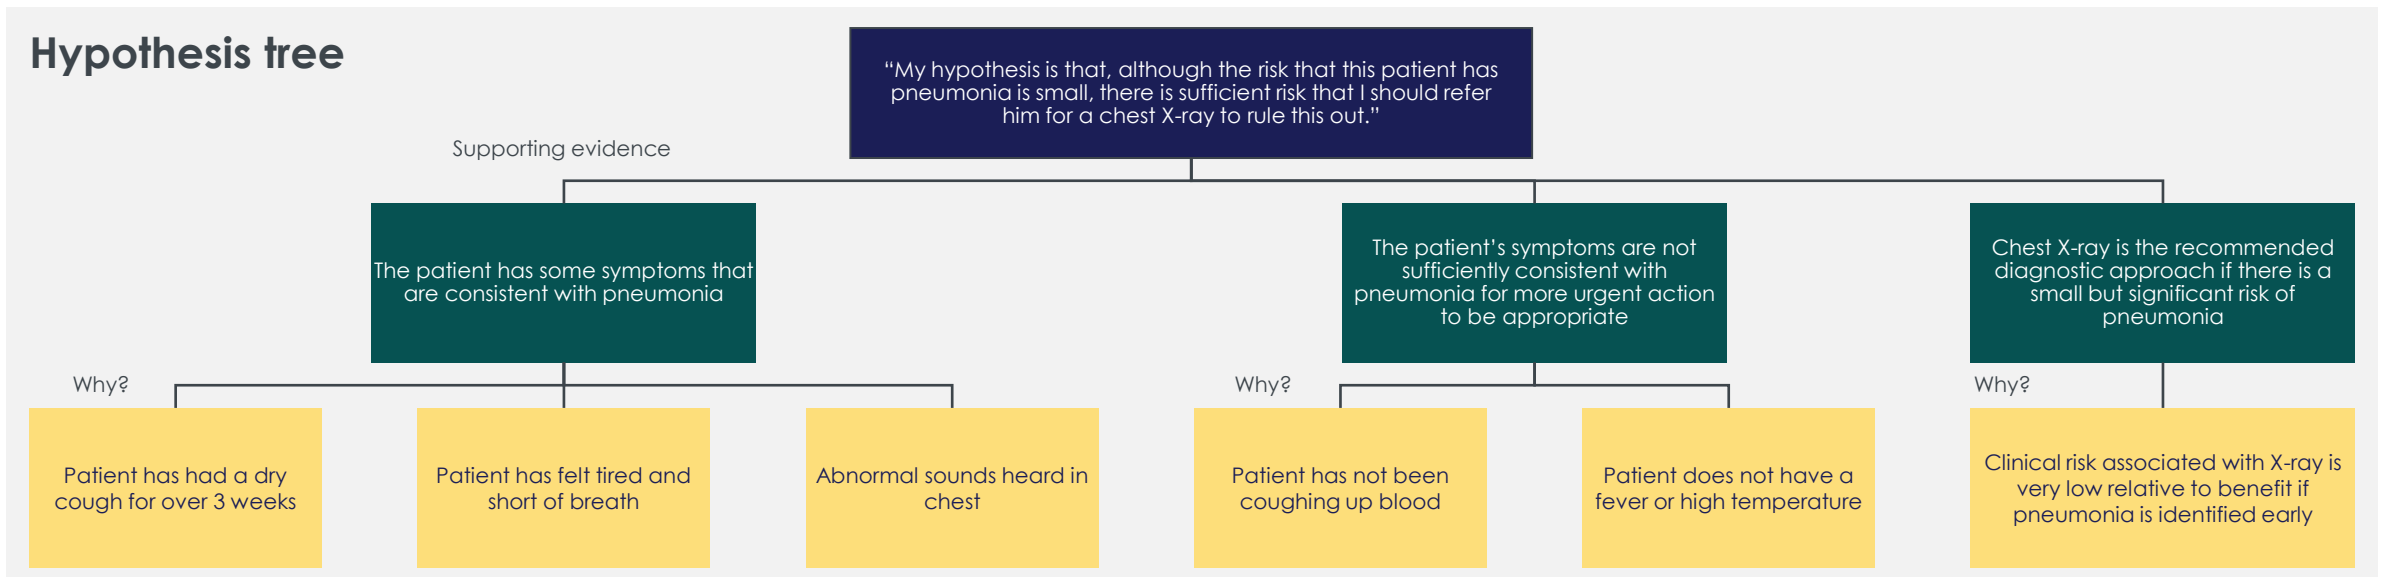 Hypothesis tree
“My hypothesis is that, although the risk that this patient has
pneumonia is small, there is sufficient risk that I should refer
him for a chest X-ray to rule this out.”
Supporting evidence
The patient has some symptoms that
are consistent with pneumonia
The patient’s symptoms are not
sufficiently consistent with
pneumonia for more urgent action
to be appropriate
Chest X-ray is the recommended
diagnostic approach if there is a
small but significant risk of
pneumonia
Why?
Why?
Why?
Patient has had a dry
cough for over 3 weeks
Patient has felt tired and
short of breath
Abnormal sounds heard in
chest
Patient has not been
coughing up blood
Patient does not have a
fever or high temperature
Clinical risk associated with X-ray is
very low relative to benefit if
pneumonia is identified early